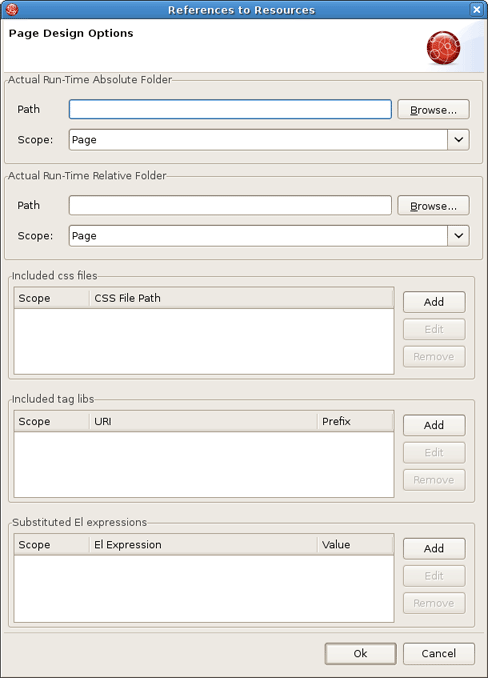 References to Resources
Page Design Options
Actual Run-Time Absolute Folder
Path Browse...
Scope: Page
Actual Run-Time Relative Folder
Path Browse...
Scope: Page
Included css files
Scope CSS File Path
Add
Edit
Remove
Included tag libs
Scope URI Prefix
Add
Edit
Remove
Substituted El expressions
Scope El Expression Value
Add
Edit
Remove
Ok Cancel